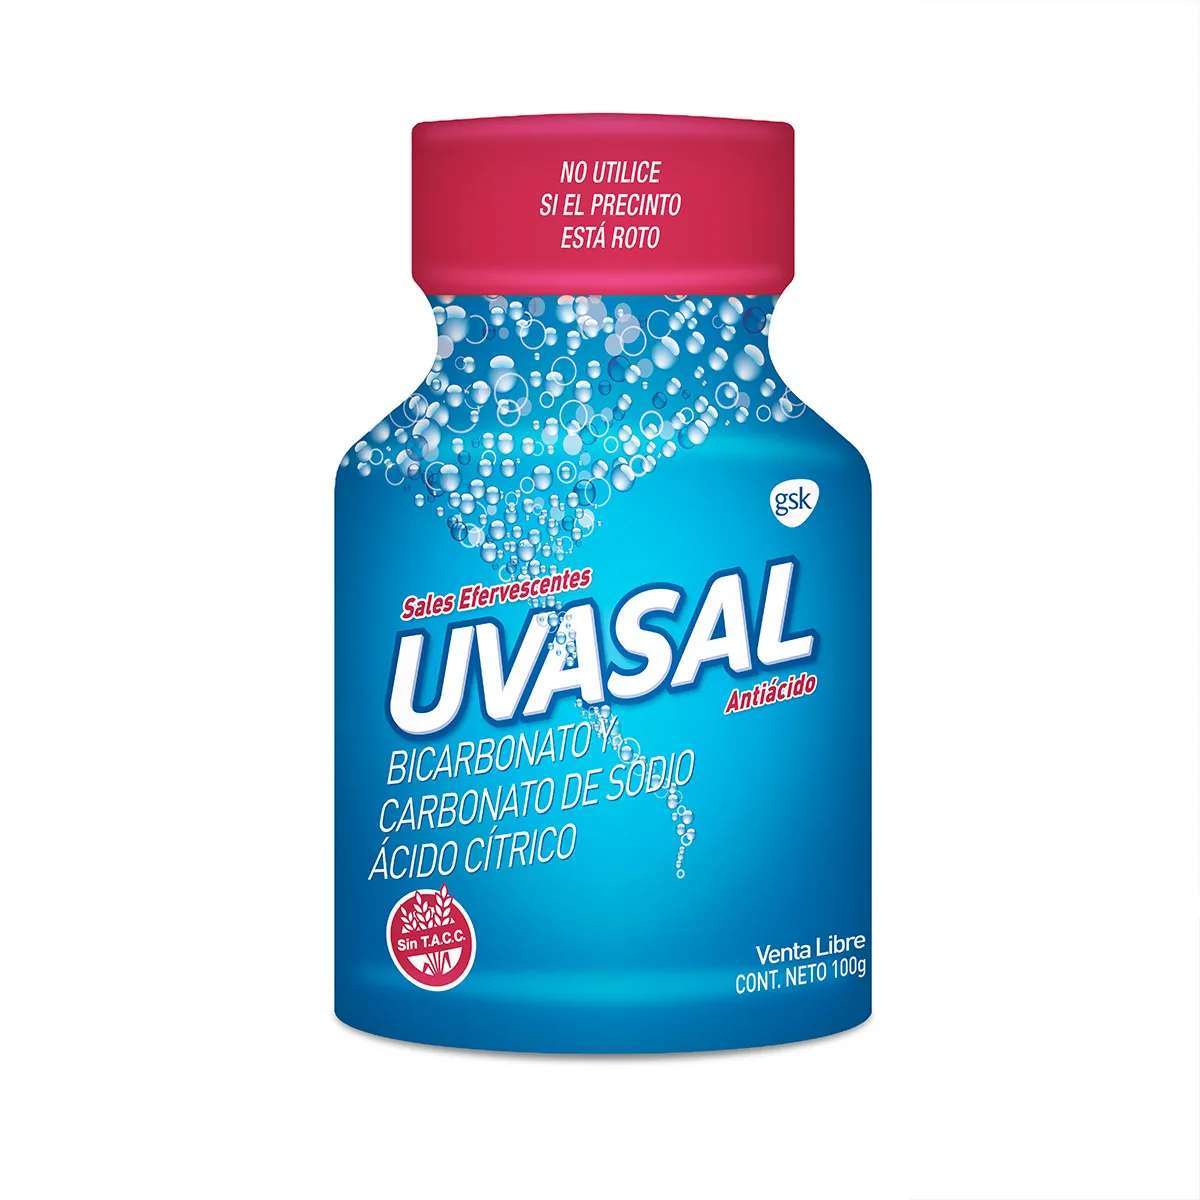 NO UTILICE
SI EL PRECINTO
ESTÁ ROTO
gsk
Sales Efervescentes
UVASAL
Antiácido
BICARBONATO Y
CARBONATO DE SODIO
ÁCIDO CÍTRICO
Sin T.A.C.C.
Venta Libre
CONT. NETO 100g